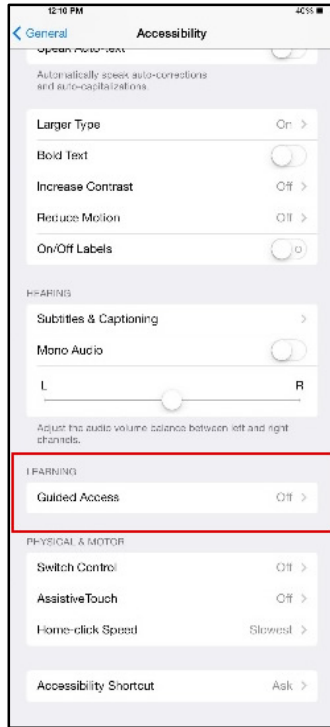 12:10 PM 40%
General Accessibility
Speak Auto-text
Automatically speak auto-corrections
and auto-capitalizations.
Larger Type On
Bold Text
Increase Contrast Off
Reduce Motion Off
On/Off Labels
HEARING
Subtitles & Captioning
Mono Audio
L R
Adjust the audio volume balance between left and right
channels.
LEARNING
Guided Access Off
PHYSICAL & MOTOR
Switch Control Off
AssistiveTouch Off
Home-click Speed Slowest
Accessibility Shortcut Ask